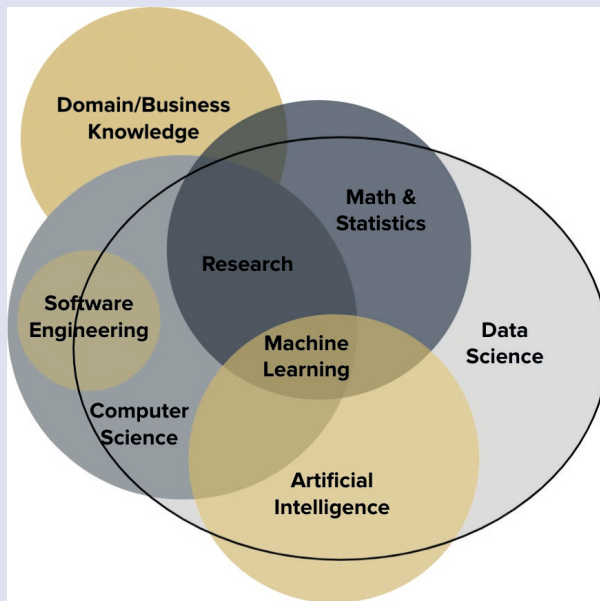 Domain/Business
Knowledge
Math &
Statistics
Research
Software
Engineering
Machine
Learning
Data
Science
Computer
Science
Artificial
Intelligence